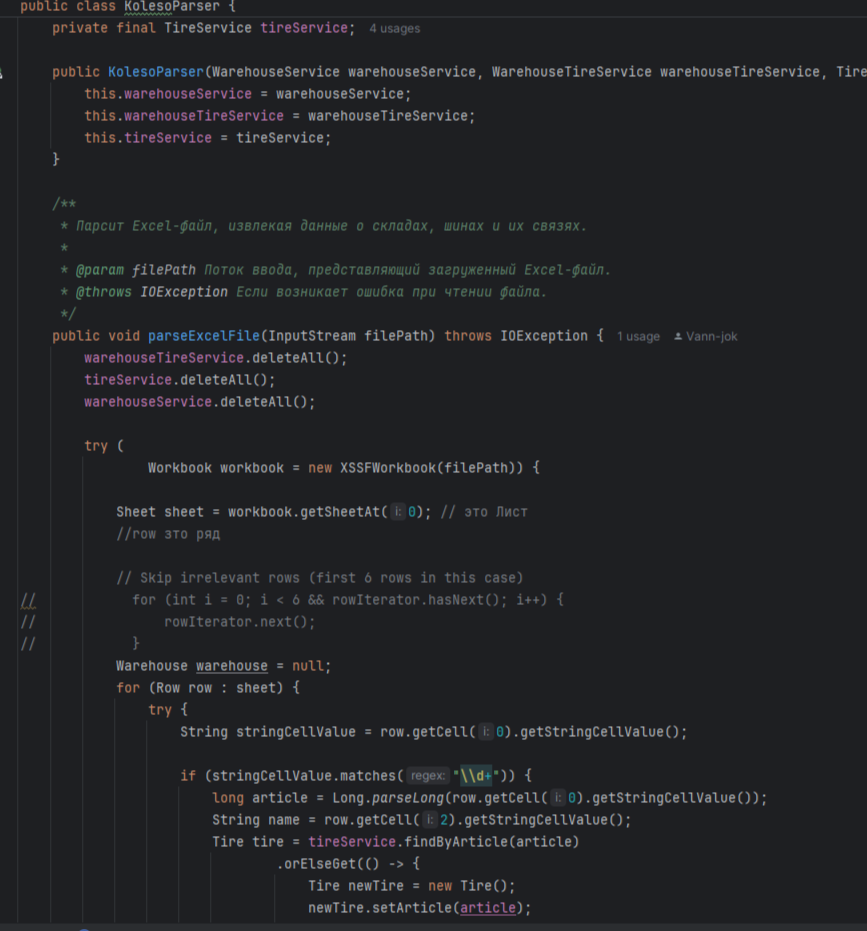 public class KolesoParser {
    private final TireService tireService; 4 usages
    public KolesoParser(WarehouseService warehouseService, WarehouseTireService warehouseTireService, Tire
        this.warehouseService = warehouseService;
        this.warehouseTireService = warehouseTireService;
        this.tireService = tireService;
    }
    /**
     * Парсит Excel-файл, извлекая данные о складах, шинах и их связях.
     *
     * @param filePath Поток ввода, представляющий загруженный Excel-файл.
     * @throws IOException Если возникает ошибка при чтении файла.
     */
    public void parseExcelFile(InputStream filePath) throws IOException { 1 usage Vann-jok
        warehouseTireService.deleteAll();
        tireService.deleteAll();
        warehouseService.deleteAll();
        try (
                Workbook workbook = new XSSFWorkbook(filePath)) {
            Sheet sheet = workbook.getSheetAt( i: 0); // это Лист
            //row это ряд
            // Skip irrelevant rows (first 6 rows in this case)
//            for (int i = 0; i < 6 && rowIterator.hasNext(); i++) {
//                rowIterator.next();
//            }
            Warehouse warehouse = null;
            for (Row row : sheet) {
                try {
                    String stringCellValue = row.getCell( i: 0).getStringCellValue();
                    if (stringCellValue.matches( regex: "\\d+")) {
                        long article = Long.parseLong(row.getCell( i: 0).getStringCellValue());
                        String name = row.getCell( i: 2).getStringCellValue();
                        Tire tire = tireService.findByArticle(article)
                                .orElseGet(() -> {
                                    Tire newTire = new Tire();
                                    newTire.setArticle(article);